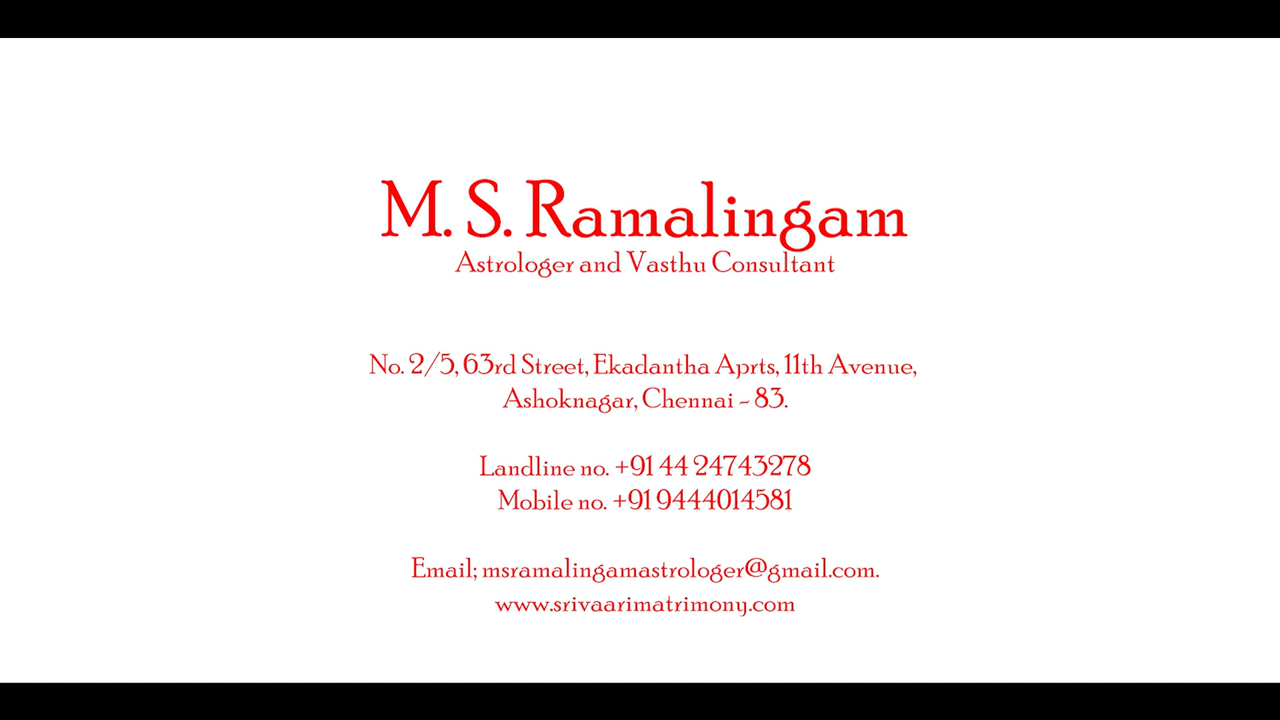 M. S. Ramalingam
Astrologer and Vasthu Consultant
No. 2/5, 63rd Street, Ekadantha Aprts, 11th Avenue,
Ashoknagar, Chennai - 83.
Landline no. +91 44 24743278
Mobile no. +91 9444014581
Email; msramalingamastrologer@gmail.com.
www.srivaarimatrimony.com